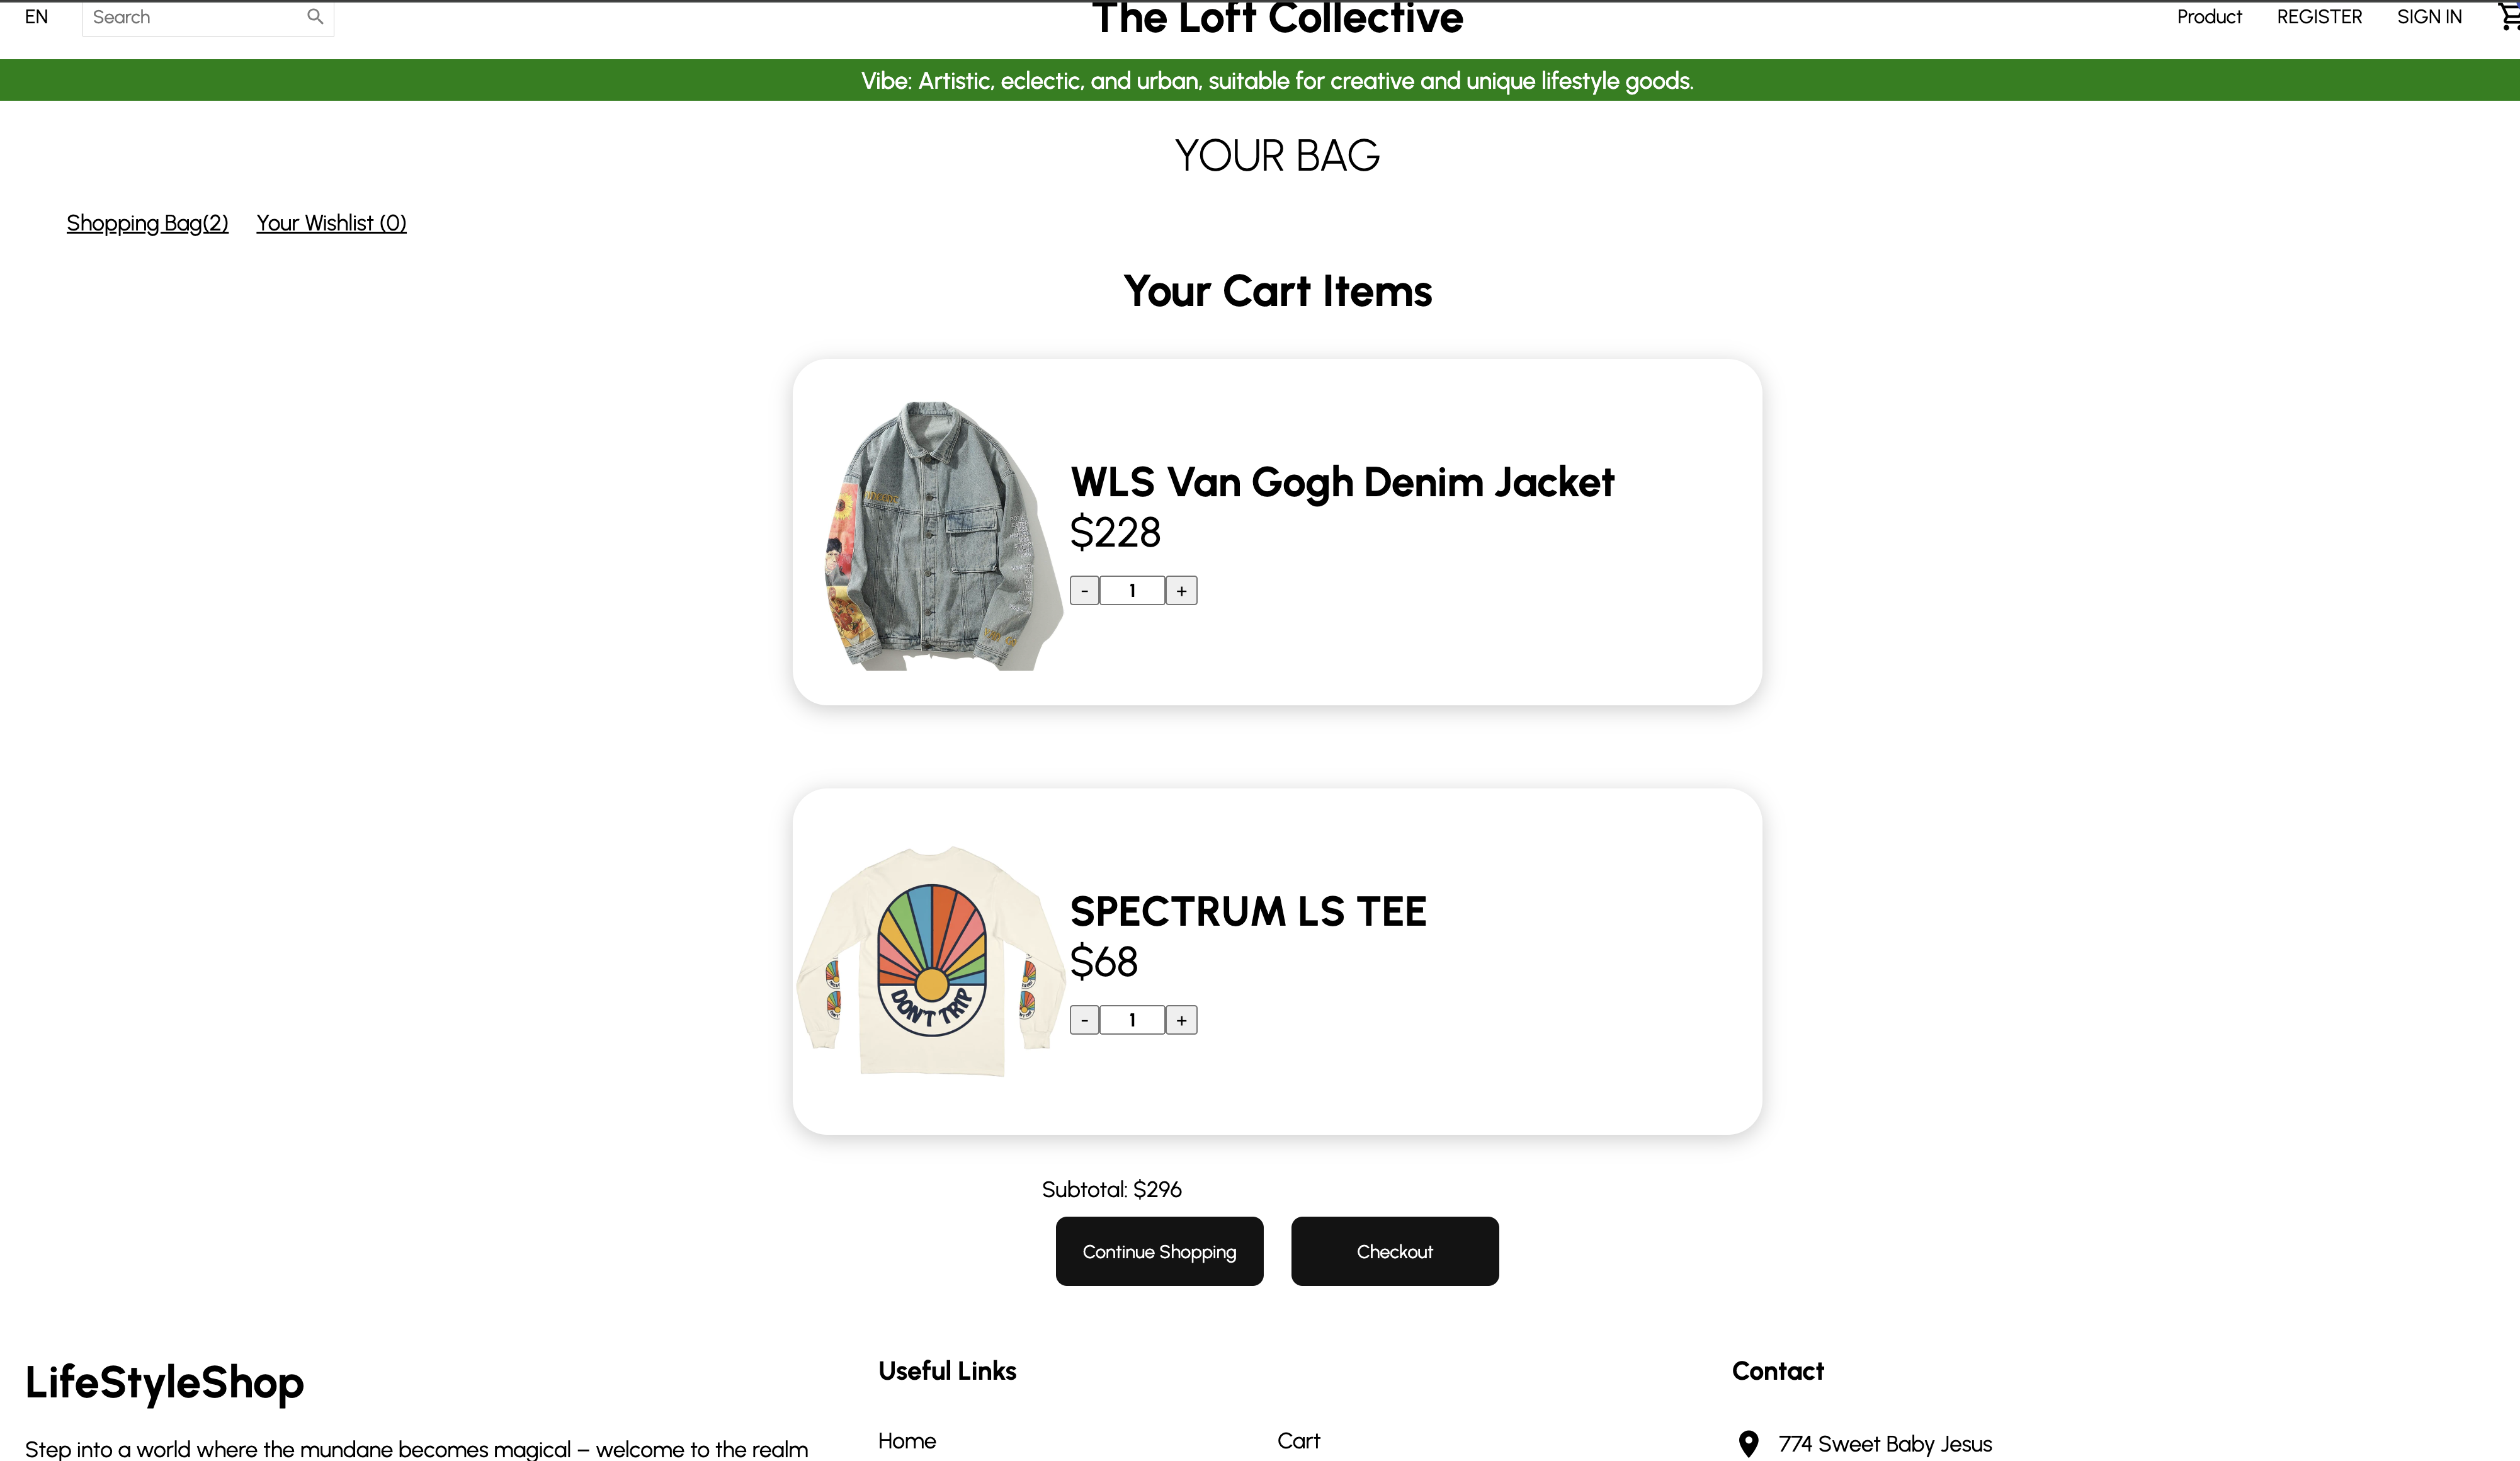 EN
Search
The Loft Collective
Product
REGISTER
SIGN IN
Vibe: Artistic, eclectic, and urban, suitable for creative and unique lifestyle goods.
YOUR BAG
Shopping Bag(2)
Your Wishlist (0)
Your Cart Items
WLS Van Gogh Denim Jacket
$228
- 1 +
DON'T TRIP
SPECTRUM LS TEE
$68
- 1 +
Subtotal: $296
Continue Shopping
Checkout
LifeStyleShop
Step into a world where the mundane becomes magical – welcome to the realm
Useful Links
Home
Cart
Contact
774 Sweet Baby Jesus